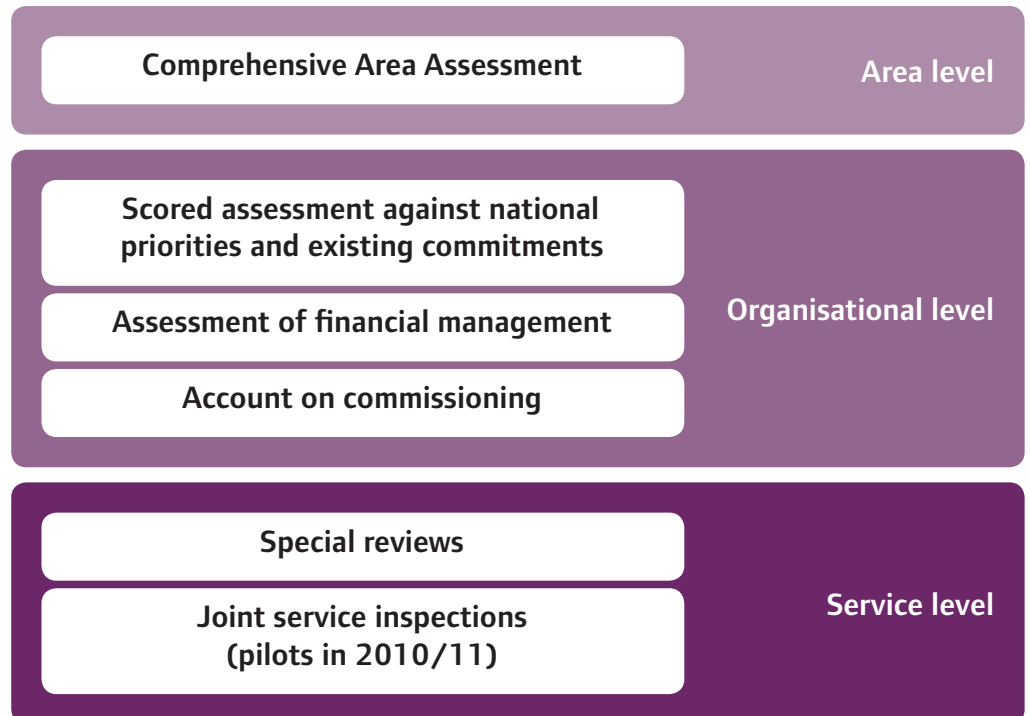 Comprehensive Area Assessment
Area level
Scored assessment against national
priorities and existing commitments
Assessment of financial management
Account on commissioning
Organisational level
Special reviews
Joint service inspections
(pilots in 2010/11)
Service level